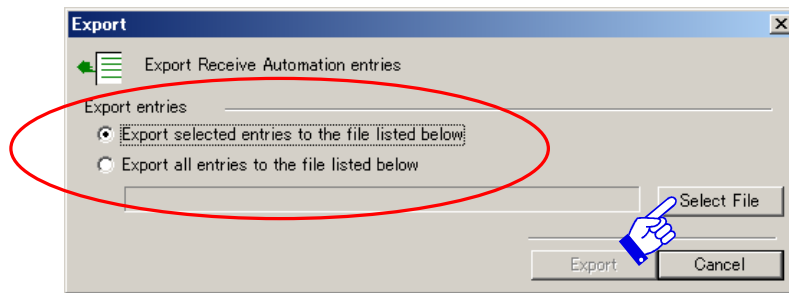 Export
Export Receive Automation entries
Export entries
Export selected entries to the file listed below
Export all entries to the file listed below
Select File
Export
Cancel